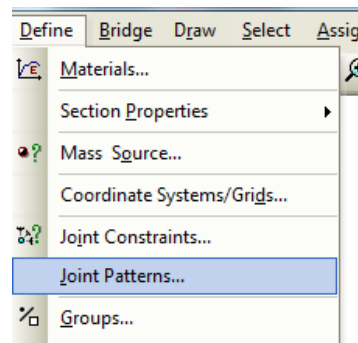 Define Bridge Draw Select Assig
Materials...
Section Properties
Mass Source...
Coordinate Systems/Grids...
Joint Constraints...
Joint Patterns...
Groups...